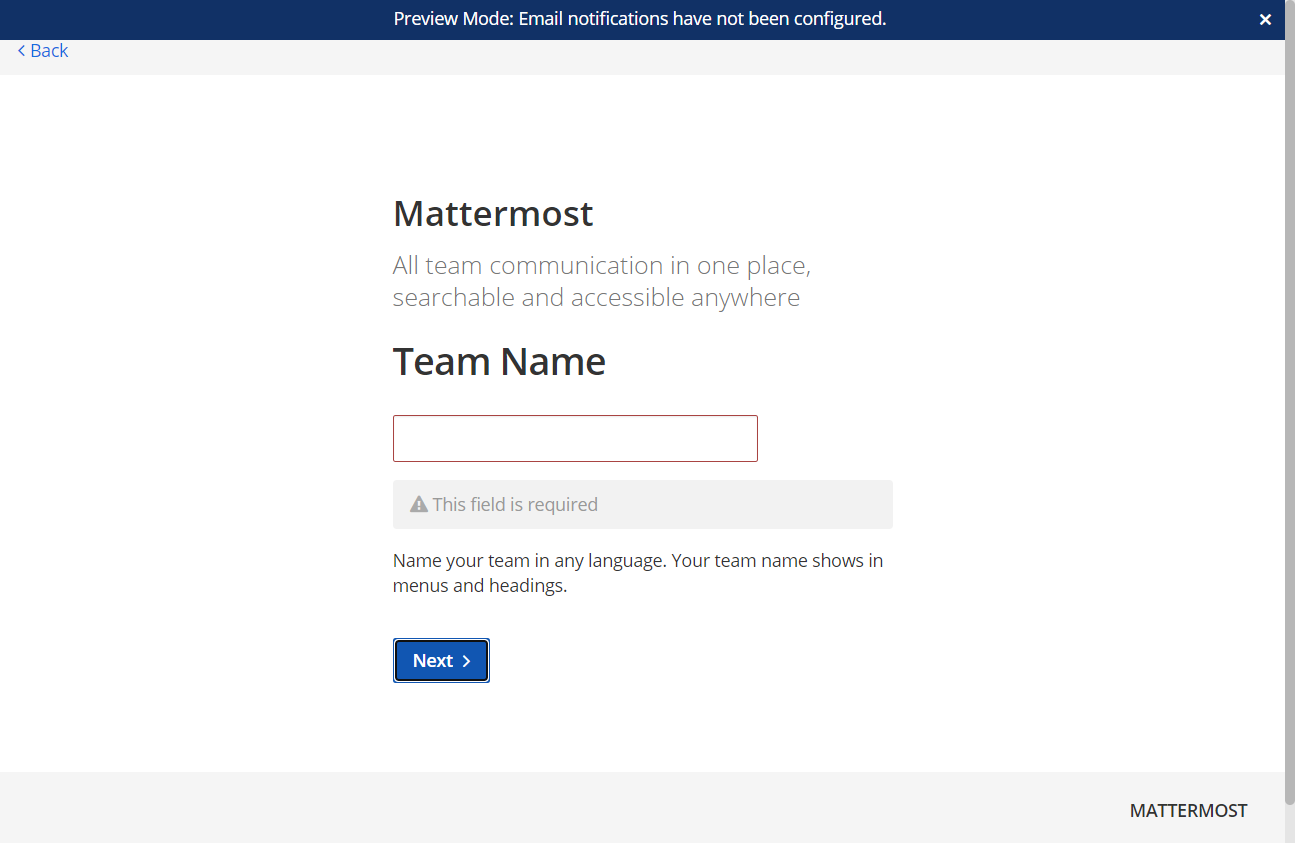 Preview Mode: Email notifications have not been configured.
Back
Mattermost
All team communication in one place,
searchable and accessible anywhere
Team Name
This field is required
Name your team in any language. Your team name shows in
menus and headings.
Next
MATTERMOST